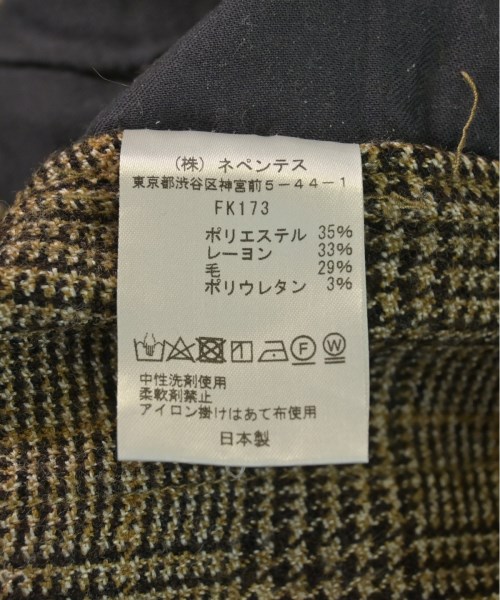 （株）ネペンテス
東京都渋谷区神宮前5－44－1
FK173
ポリエステル 35%
レーヨン 33%
毛 29%
ポリウレタン 3%
F W
中性洗剤使用
柔軟剤禁止
アイロン掛けはあて布使用
日本製